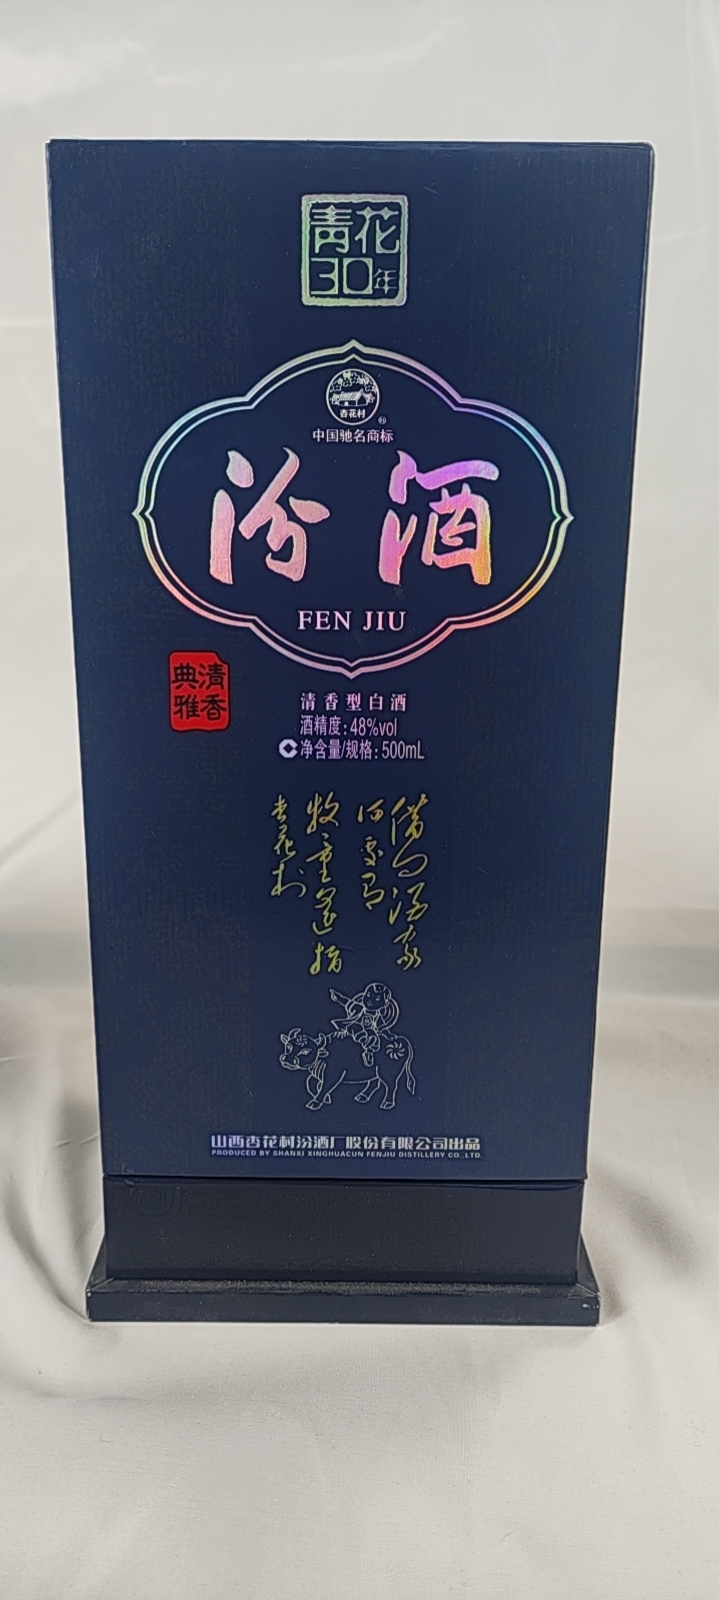 青花
30年
杏花村
中国驰名商标
汾酒
FEN JIU
清香
典雅
清香型白酒
酒精度:48%vol
净含量/规格:500mL
借问酒家
何处有
牧童遥指
杏花村
山西杏花村汾酒厂股份有限公司出品
PRODUCED BY SHANXI XINGHUACUN FENJIU DISTILLERY CO.,LTD.